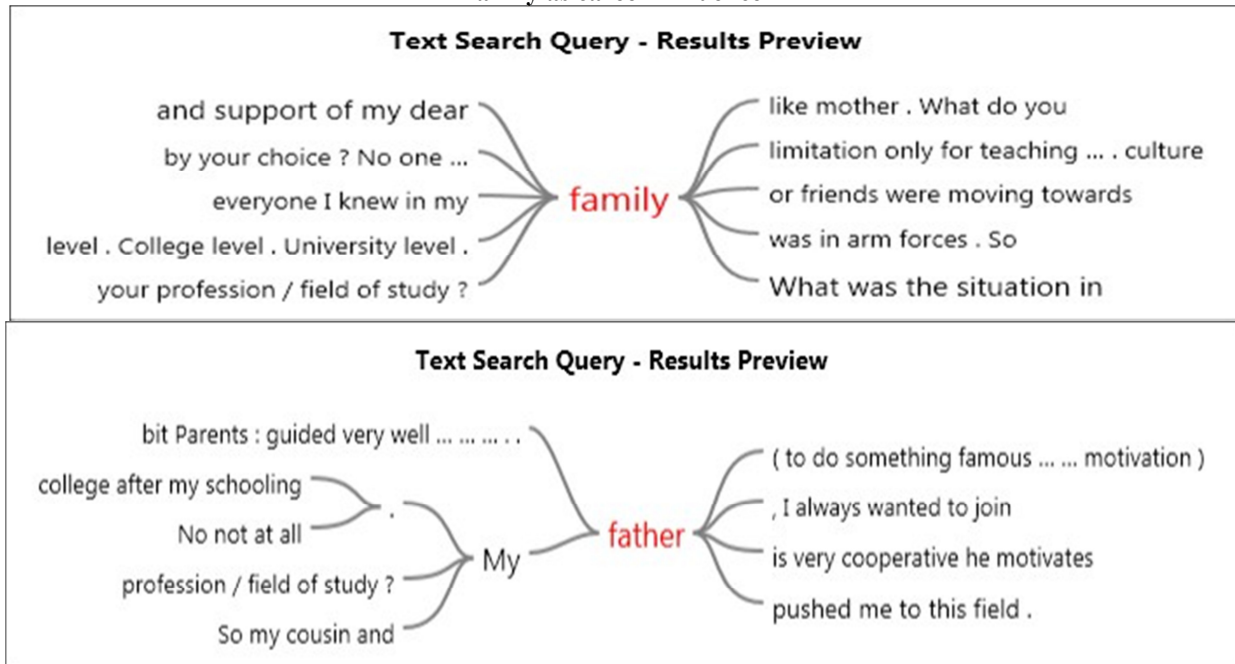 Text Search Query - Results Preview
and support of my dear
by your choice ? No one ...
everyone I knew in my
level . College level . University level .
your profession / field of study ?
family
like mother . What do you
limitation only for teaching ... . culture
or friends were moving towards
was in arm forces . So
What was the situation in
Text Search Query - Results Preview
bit Parents : guided very well ... ... ... . .
college after my schooling
No not at all
.
profession / field of study ?
So my cousin and
My
father
( to do something famous ... ... motivation )
, I always wanted to join
is very cooperative he motivates
pushed me to this field .